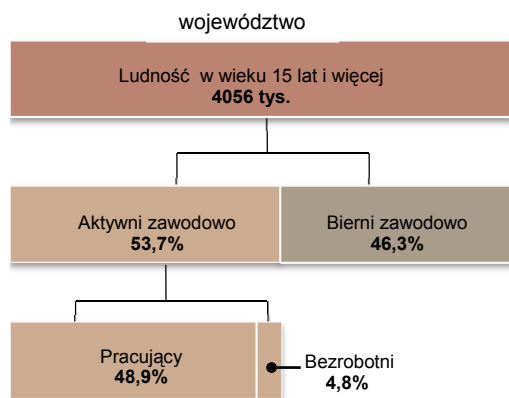 województwo
Ludność w wieku 15 lat i więcej
4056 tys.
Aktywni zawodowo
53,7%
Bierni zawodowo
46,3%
Pracujący
48,9%
Bezrobotni
4,8%